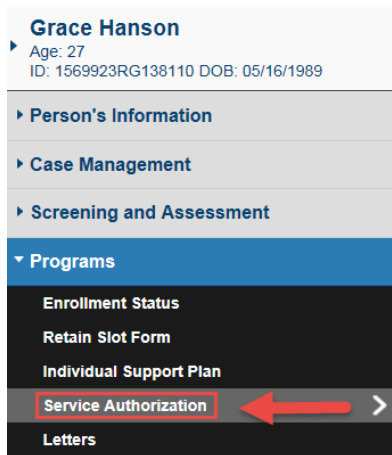 Grace Hanson
Age: 27
ID: 1569923RG138110 DOB: 05/16/1989
Person's Information
Case Management
Screening and Assessment
Programs
Enrollment Status
Retain Slot Form
Individual Support Plan
Service Authorization
Letters